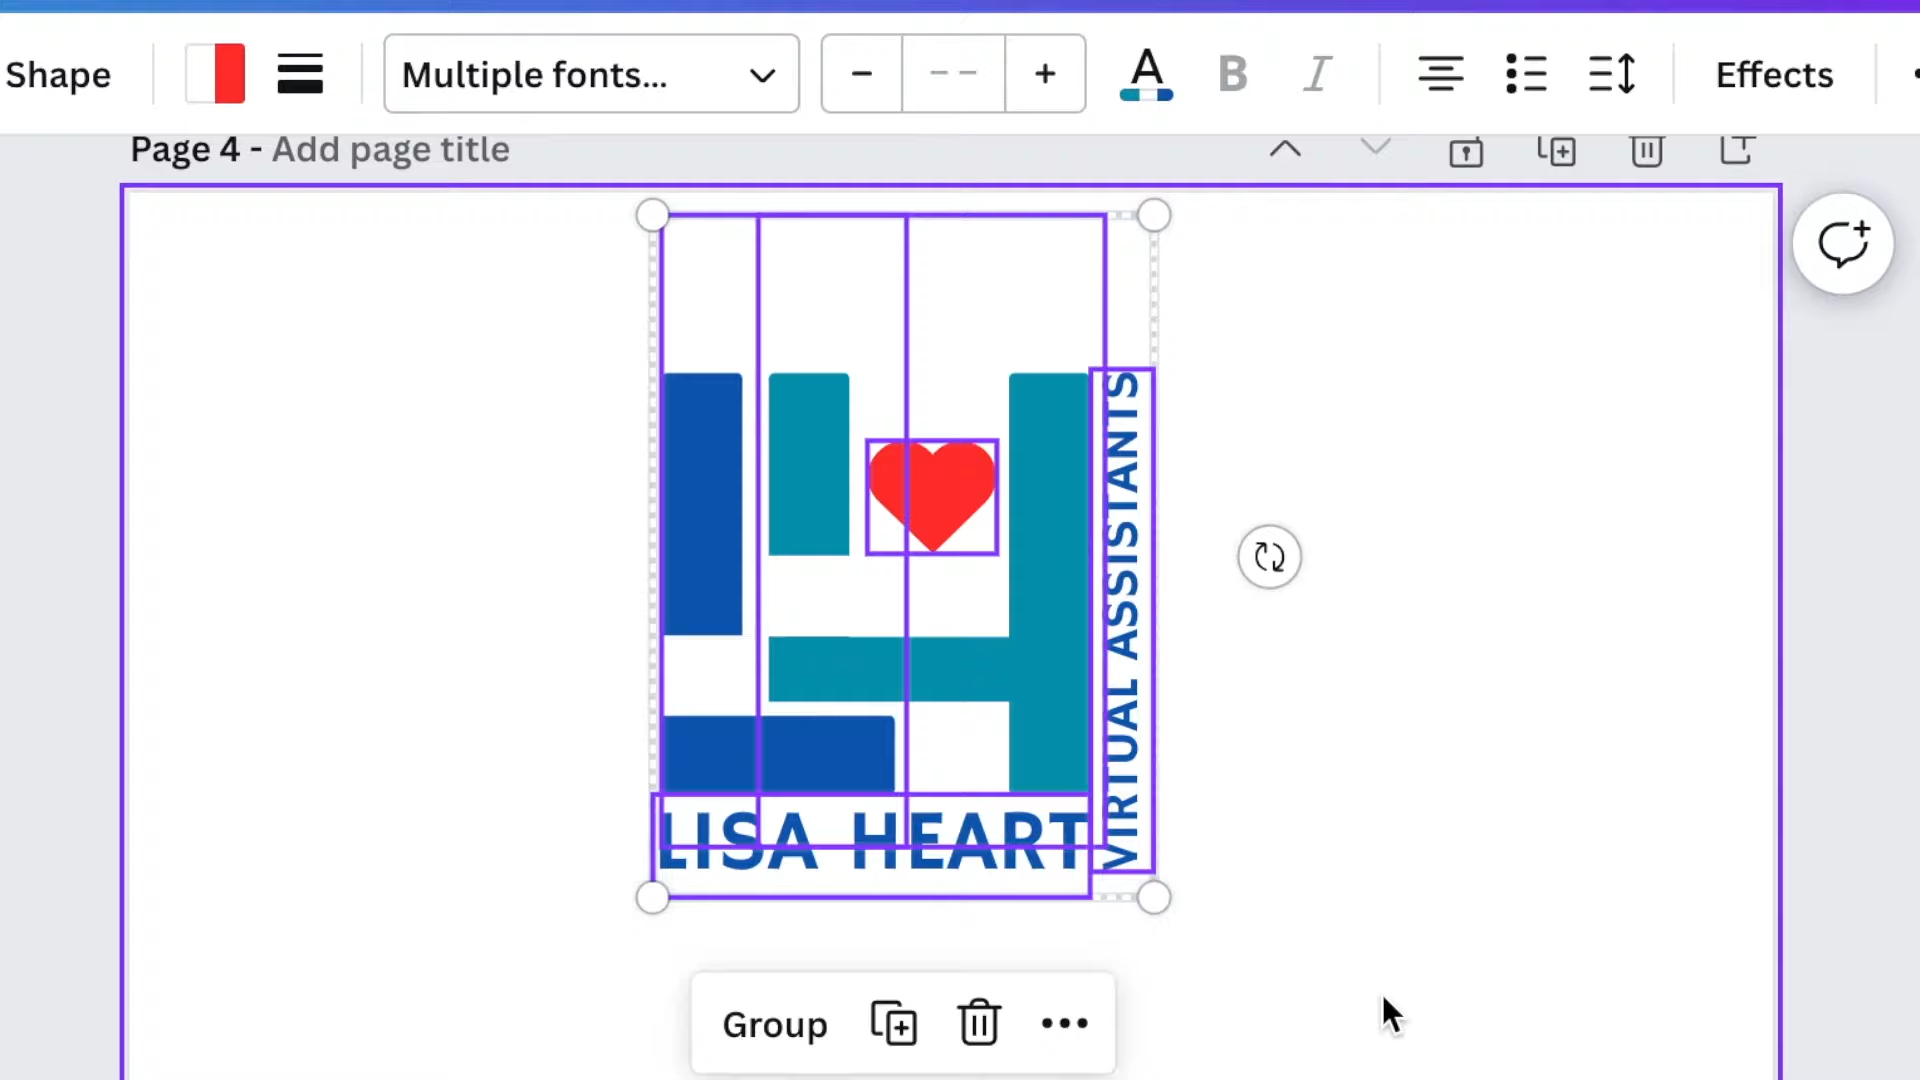 Shape
Multiple fonts...
A
B
I
Effects
Page 4 - Add page title
VIRTUAL ASSISTANTS
LISA HEART
Group